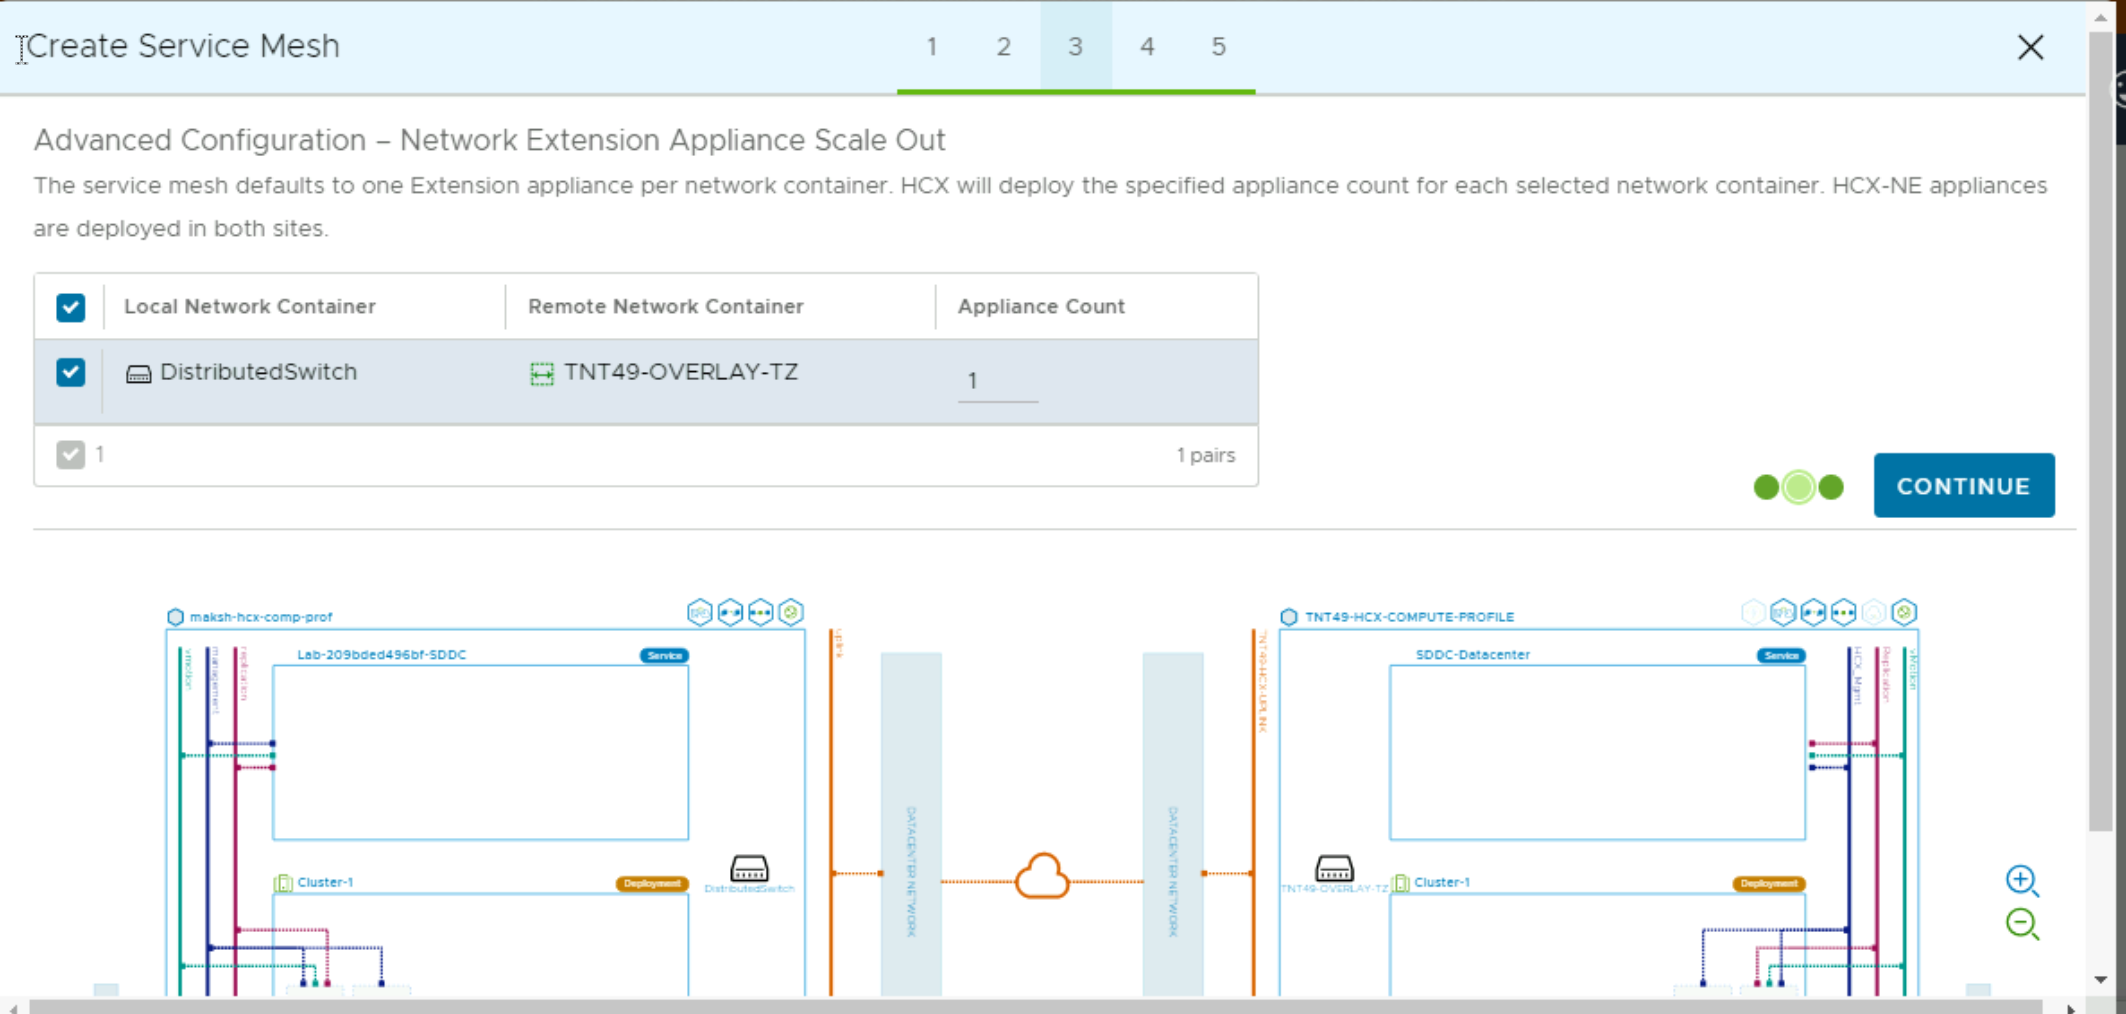 Create Service Mesh
1 2 3 4 5
Advanced Configuration – Network Extension Appliance Scale Out
The service mesh defaults to one Extension appliance per network container. HCX will deploy the specified appliance count for each selected network container. HCX-NE appliances
are deployed in both sites.
Local Network Container Remote Network Container Appliance Count
DistributedSwitch TNT49-OVERLAY-TZ 1
1 1 pairs
CONTINUE
maksh-hcx-comp-prof
vmotion
management
replication
Lab-209bded496bf-SDDC
Service
Cluster-1
Deployment
DistributedSwitch
uplink
DATACENTER NETWORK
DATACENTER NETWORK
TNT49-HCX-UPLINK
TNT49-HCX-COMPUTE-PROFILE
SDDC-Datacenter
Service
HCX_Mgmt
Replication
vMotion
TNT49-OVERLAY-TZ
Cluster-1
Deployment